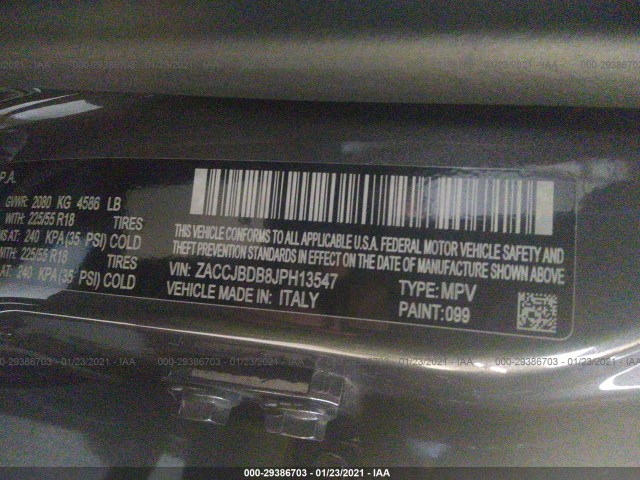 000-29386703 - 01/23/2021 - IAA
P.A.
GVWR: 2080 KG 4586 LB
WITH: 225/55 R18 TIRES
AT: 240 KPA(35 PSI) COLD
WITH: 225/55 R18 TIRES
AT: 240 KPA(35 PSI) COLD
THIS VEHICLE CONFORMS TO ALL APPLICABLE U.S.A. FEDERAL MOTOR VEHICLE SAFETY AND
THEFT PREVENTION STANDARDS IN EFFECT ON THE DATE OF MANUFACTURE SHOWN ABOVE.
VIN: ZACCJBDB8JPH13547 TYPE: MPV
VEHICLE MADE IN: ITALY PAINT:099
/2021 - IAA 000-29386703 - 01/23/2021 - IAA
000-29386703 - 01/23/2021 - IAA